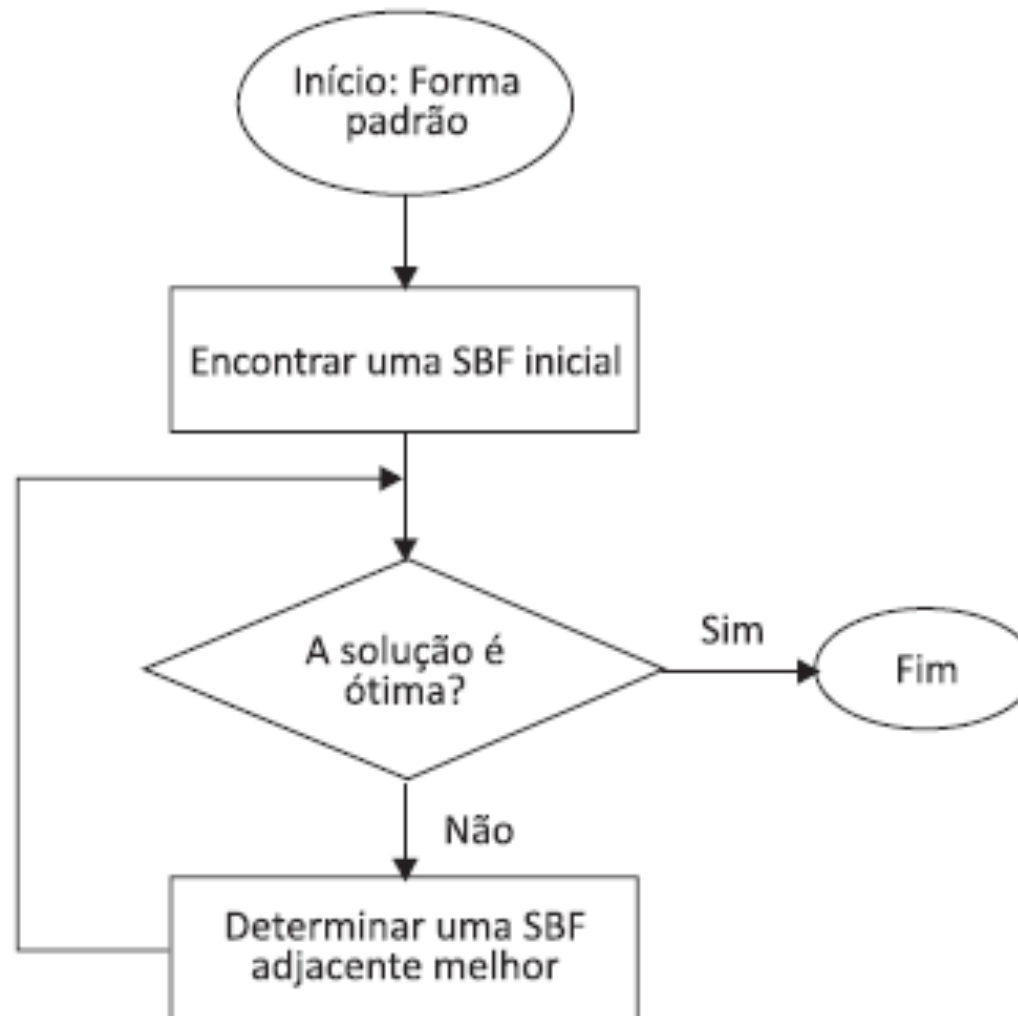 Início: Forma
padrão
Encontrar uma SBF inicial
A solução é
ótima?
Sim
Fim
Não
Determinar uma SBF
adjacente melhor